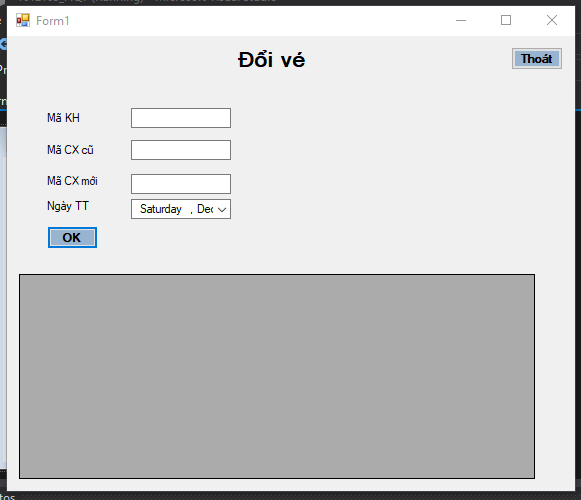 Form1
Đổi vé
Thoát
Mã KH
Mã CX cũ
Mã CX mới
Ngày TT
Saturday , Dec
OK